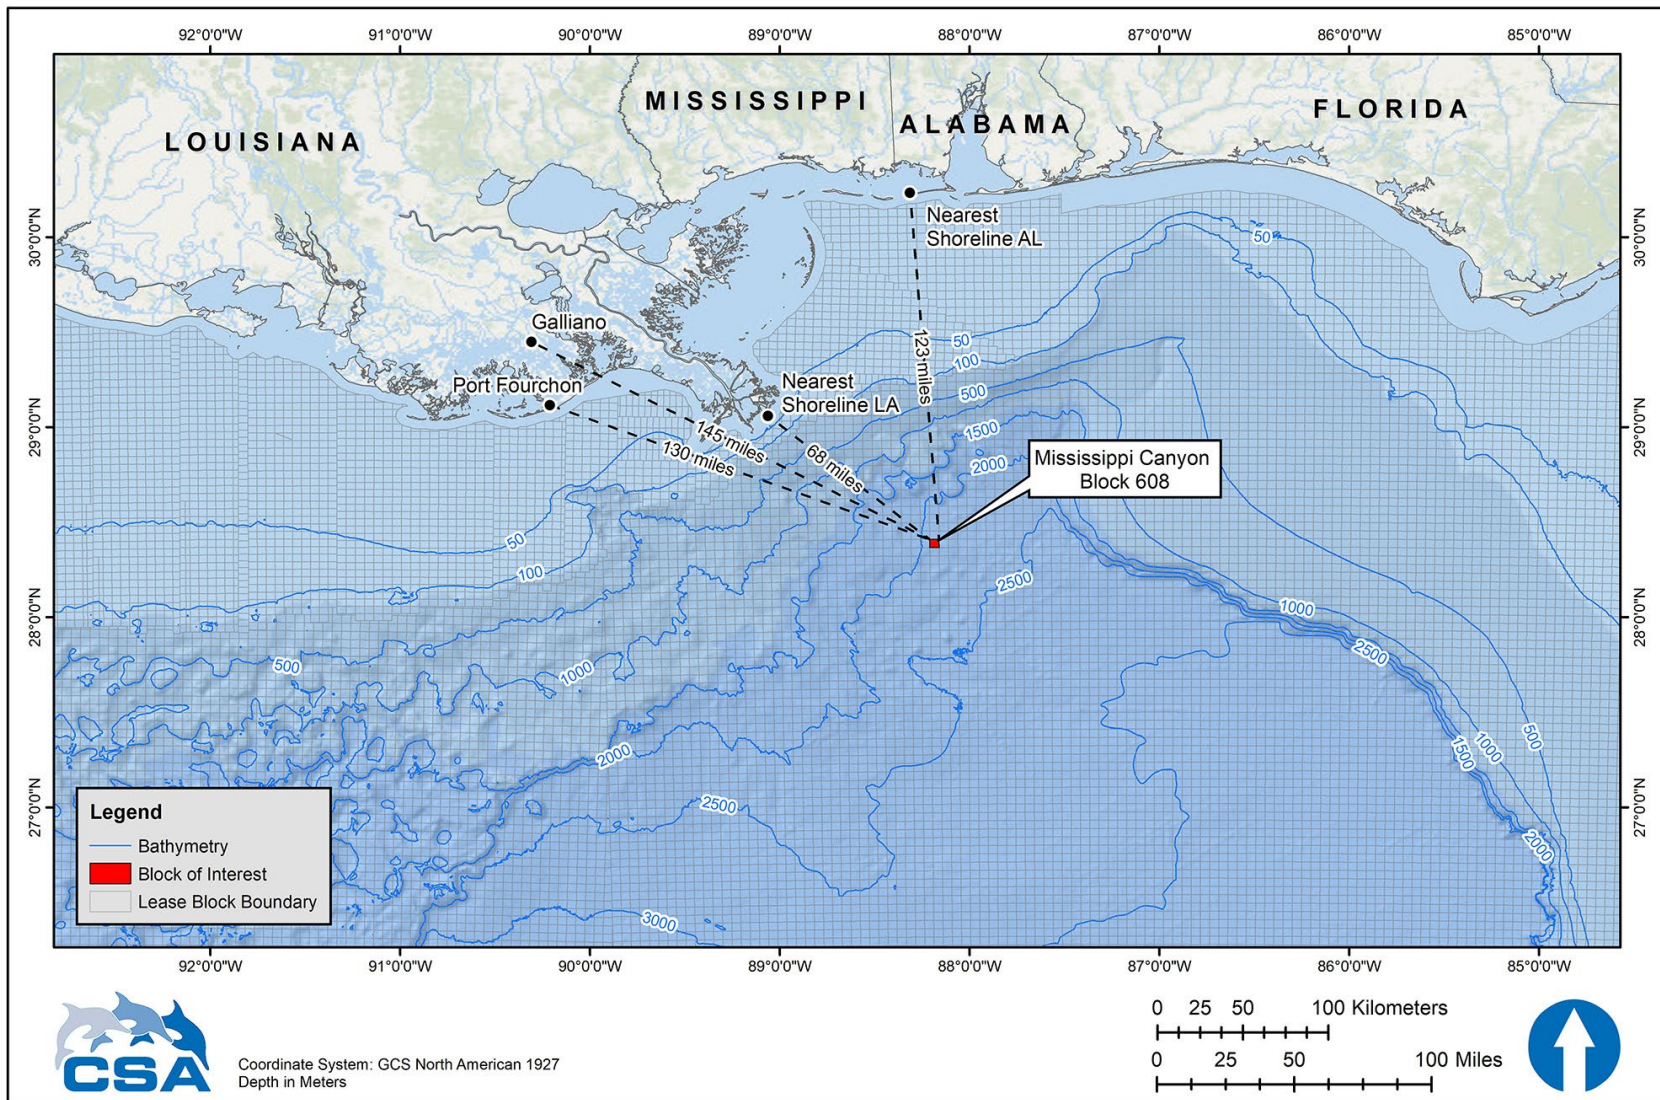 92°0'0"W 91°0'0"W 90°0'0"W 89°0'0"W 88°0'0"W 87°0'0"W 86°0'0"W 85°0'0"W
MISSISSIPPI
ALABAMA
FLORIDA
LOUISIANA
30°0'0"N
29°0'0"N
28°0'0"N
27°0'0"N
30°0'0"N
29°0'0"N
28°0'0"N
27°0'0"N
Nearest
Shoreline AL
50
Galliano
Port Fourchon
Nearest
Shoreline LA
123 miles
50
100
500
1500
2000
145 miles
130 miles
68 miles
Mississippi Canyon
Block 608
50
100
2500
500
1000
1000
2500
2000
2500
3000
500
1000
1500
2000
Legend
Bathymetry
Block of Interest
Lease Block Boundary
92°0'0"W 91°0'0"W 90°0'0"W 89°0'0"W 88°0'0"W 87°0'0"W 86°0'0"W 85°0'0"W
CSA
Coordinate System: GCS North American 1927
Depth in Meters
0 25 50 100 Kilometers
0 25 50 100 Miles